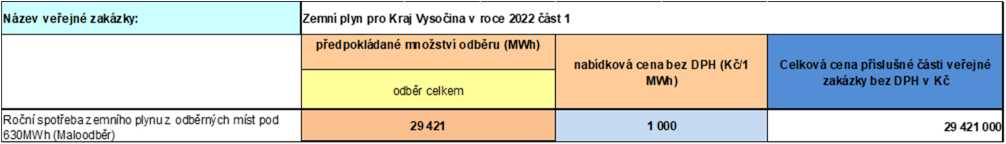 Název veřejné zakázky:
Zemní plyn pro Kraj Vysočina v roce 2022 část 1
předpokládané množství odběru (MWh)
odběr celkem
nabídková cena bez DPH (Kč/1
MWh)
Celková cena příslušné části veřejné
zakázky bez DPH v Kč
Roční spotřeba zemního plynu z odběrných míst pod
630MWh (Maloodběr)
29 421
1 000
29 421 000